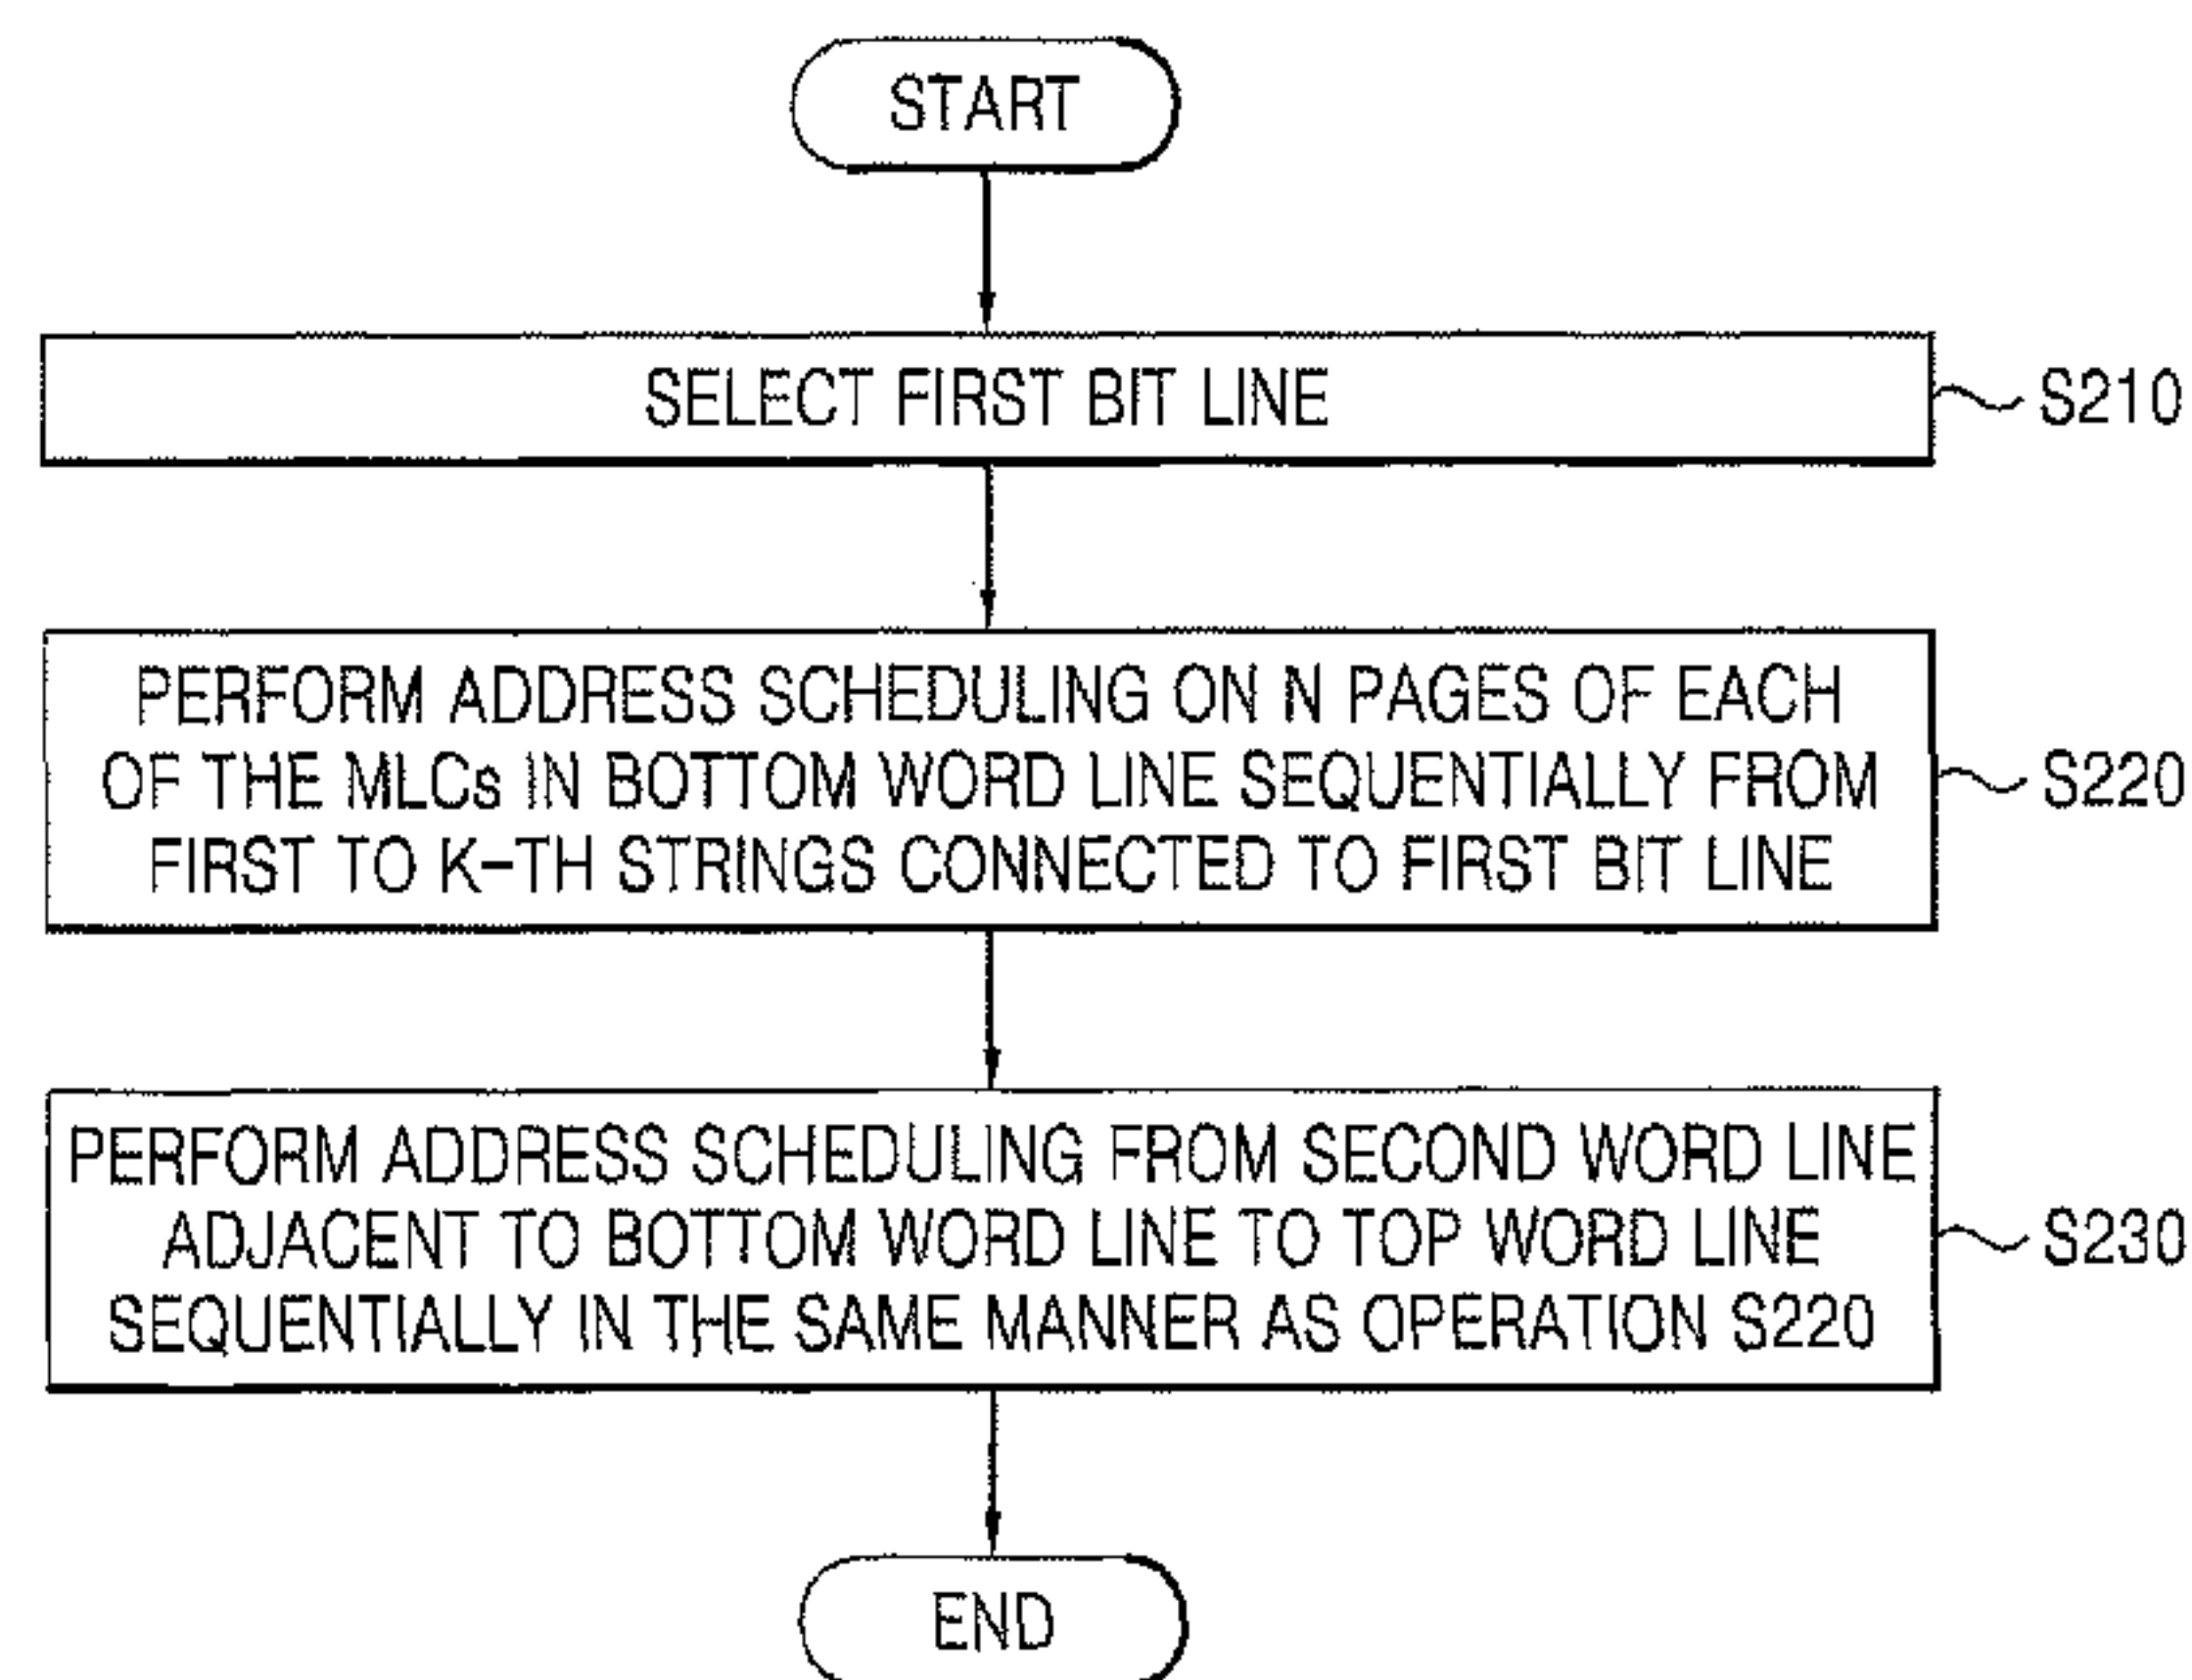 START
SELECT FIRST BIT LINE
S210
PERFORM ADDRESS SCHEDULING ON N PAGES OF EACH
OF THE MLCs IN BOTTOM WORD LINE SEQUENTIALLY FROM
FIRST TO K-TH STRINGS CONNECTED TO FIRST BIT LINE
S220
PERFORM ADDRESS SCHEDULING FROM SECOND WORD LINE
ADJACENT TO BOTTOM WORD LINE TO TOP WORD LINE
SEQUENTIALLY IN THE SAME MANNER AS OPERATION S220
S230
END